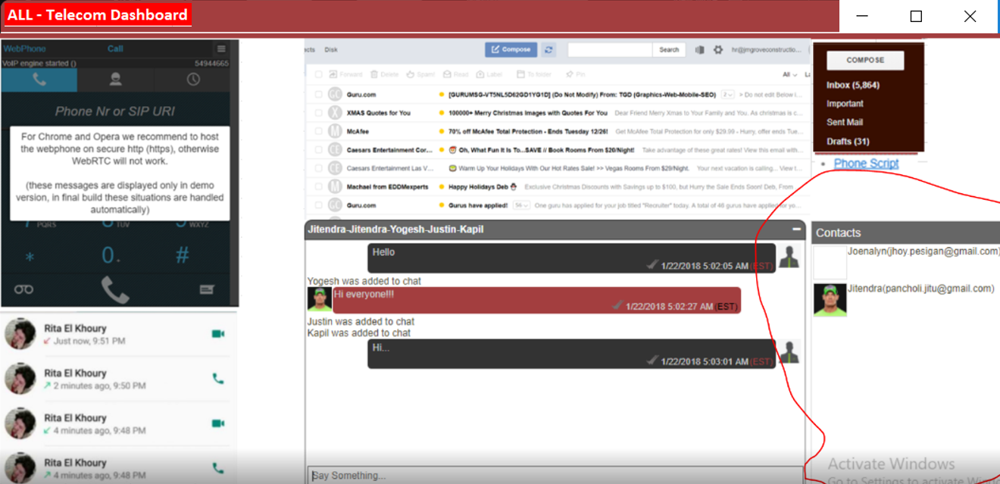 ALL - Telecom Dashboard
WebPhone Call
VoIP engine started () 54944665
Phone Nr or SIP URI
For Chrome and Opera we recommend to host
the webphone on secure http (https), otherwise
WebRTC will not work.
(these messages are displayed only in demo
version, in final build these situations are handled
automatically)
PQRS TUV WXYZ
* 0. #
Rita El Khoury
Just now, 9:51 PM
Rita El Khoury
2 minutes ago, 9:50 PM
Rita El Khoury
4 minutes ago, 9:48 PM
Rita El Khoury
4 minutes ago, 9:48 PM
cts Disk Compose Search hr@jmgroveconstructio...
Forward Delete Spam! Read Label To folder Pin All
GC Guru.com [GURUMSG-VT5NL5D62GD1YG1D] (Do Not Modify) From: TGD (Graphics-Web-Mobile-SEO) 2 > Do not edit Below l...
X XMAS Quotes for You 100000+ Merry Christmas Images with Quotes For You Dear Friend Merry Xmas to Your Family and You. As christmas is c...
M McAfee 70% off McAfee Total Protection - Ends Tuesday 12/26! Get McAfee Total Protection for only $29.99 - Hurry, offer ends Tue...
CE Caesars Entertainment Cor... Oh, What Fun It Is To...SAVE // Book Rooms From $20/Night! Take advantage of these great rates! View this email with...
CE Caesars Entertainment Las V... Warm Up Your Holidays With Our Hot Rates Sale! >> Vegas Rooms From $29/Night. Your next vacation is calling... View t...
M Machael from EDDMexperts Happy Holidays Deb Exclusive Christmas Discounts with Savings up to $100, but Hurry the Sale Ends Soon! Deb, From
GC Guru.com Gurus have applied! 56 One guru has applied for your job titled "Recruiter" today. A total of 46 gurus have applied for yo...
Jitendra-Jitendra-Yogesh-Justin-Kapil
Hello
1/22/2018 5:02:05 AM (EST)
Yogesh was added to chat
Hi everyone!!!
1/22/2018 5:02:27 AM (EST)
Justin was added to chat
Kapil was added to chat
Hi...
1/22/2018 5:03:01 AM (EST)
Say Something...
COMPOSE
Inbox (5,864)
Important
Sent Mail
Drafts (31)
Phone Script
Contacts
Joenalyn(jhoy.pesigan@gmail.com)
Jitendra(pancholi.jitu@gmail.com)
Activate Windows
Go to Settings to activate Wind